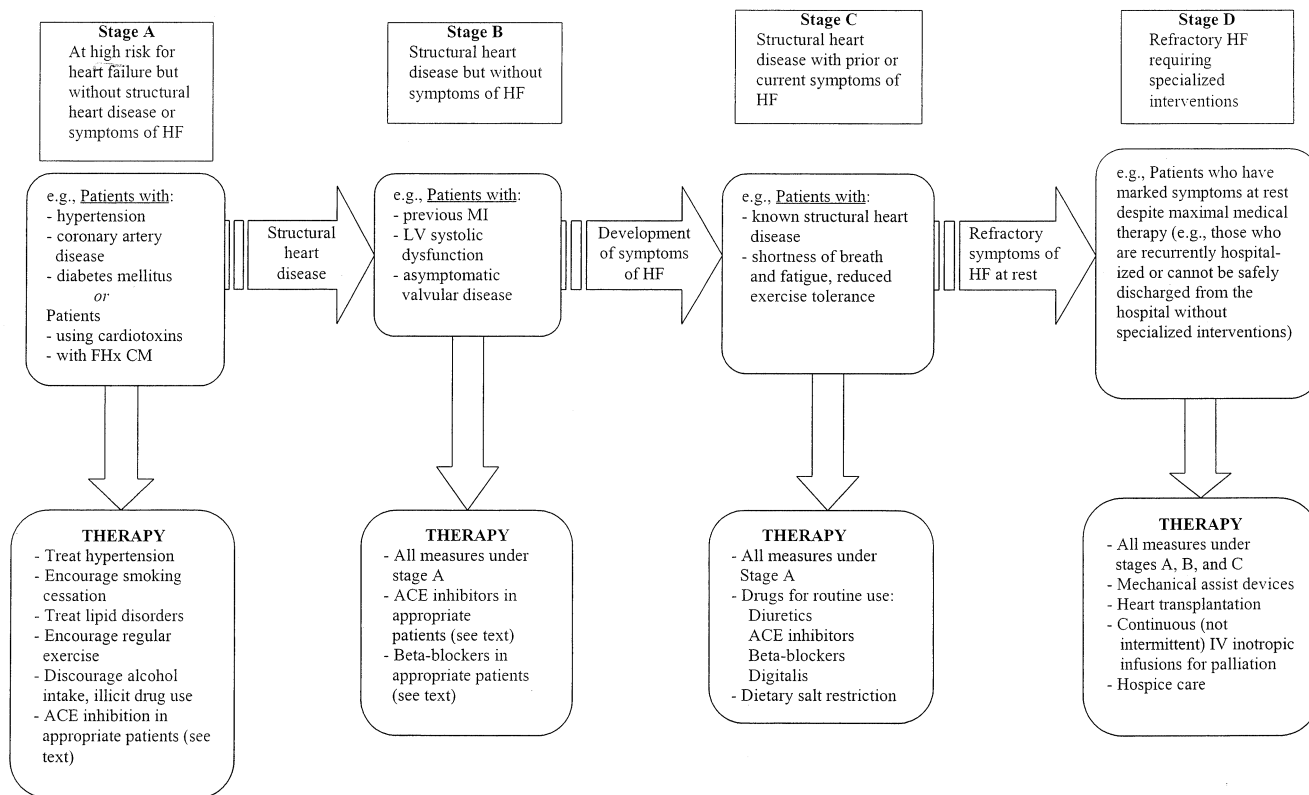 Stage A
At high risk for
heart failure but
without structural
heart disease or
symptoms of HF
Stage B
Structural heart
disease but without
symptoms of HF
Stage C
Structural heart
disease with prior or
current symptoms of
HF
Stage D
Refractory HF
requiring
specialized
interventions
e.g., Patients with:
- hypertension
- coronary artery
disease
- diabetes mellitus
or
Patients
- using cardiotoxins
- with FHx CM
Structural
heart
disease
e.g., Patients with:
- previous MI
- LV systolic
dysfunction
- asymptomatic
valvular disease
Development
of symptoms
of HF
e.g., Patients with:
- known structural heart
disease
- shortness of breath
and fatigue, reduced
exercise tolerance
Refractory
symptoms of
HF at rest
e.g., Patients who have
marked symptoms at rest
despite maximal medical
therapy (e.g., those who
are recurrently hospital-
ized or cannot be safely
discharged from the
hospital without
specialized interventions)
THERAPY
- Treat hypertension
- Encourage smoking
cessation
- Treat lipid disorders
- Encourage regular
exercise
- Discourage alcohol
intake, illicit drug use
- ACE inhibition in
appropriate patients (see
text)
THERAPY
- All measures under
stage A
- ACE inhibitors in
appropriate
patients (see text)
- Beta-blockers in
appropriate patients
(see text)
THERAPY
- All measures under
Stage A
- Drugs for routine use:
Diuretics
ACE inhibitors
Beta-blockers
Digitalis
- Dietary salt restriction
THERAPY
- All measures under
stages A, B, and C
- Mechanical assist devices
- Heart transplantation
- Continuous (not
intermittent) IV inotropic
infusions for palliation
- Hospice care